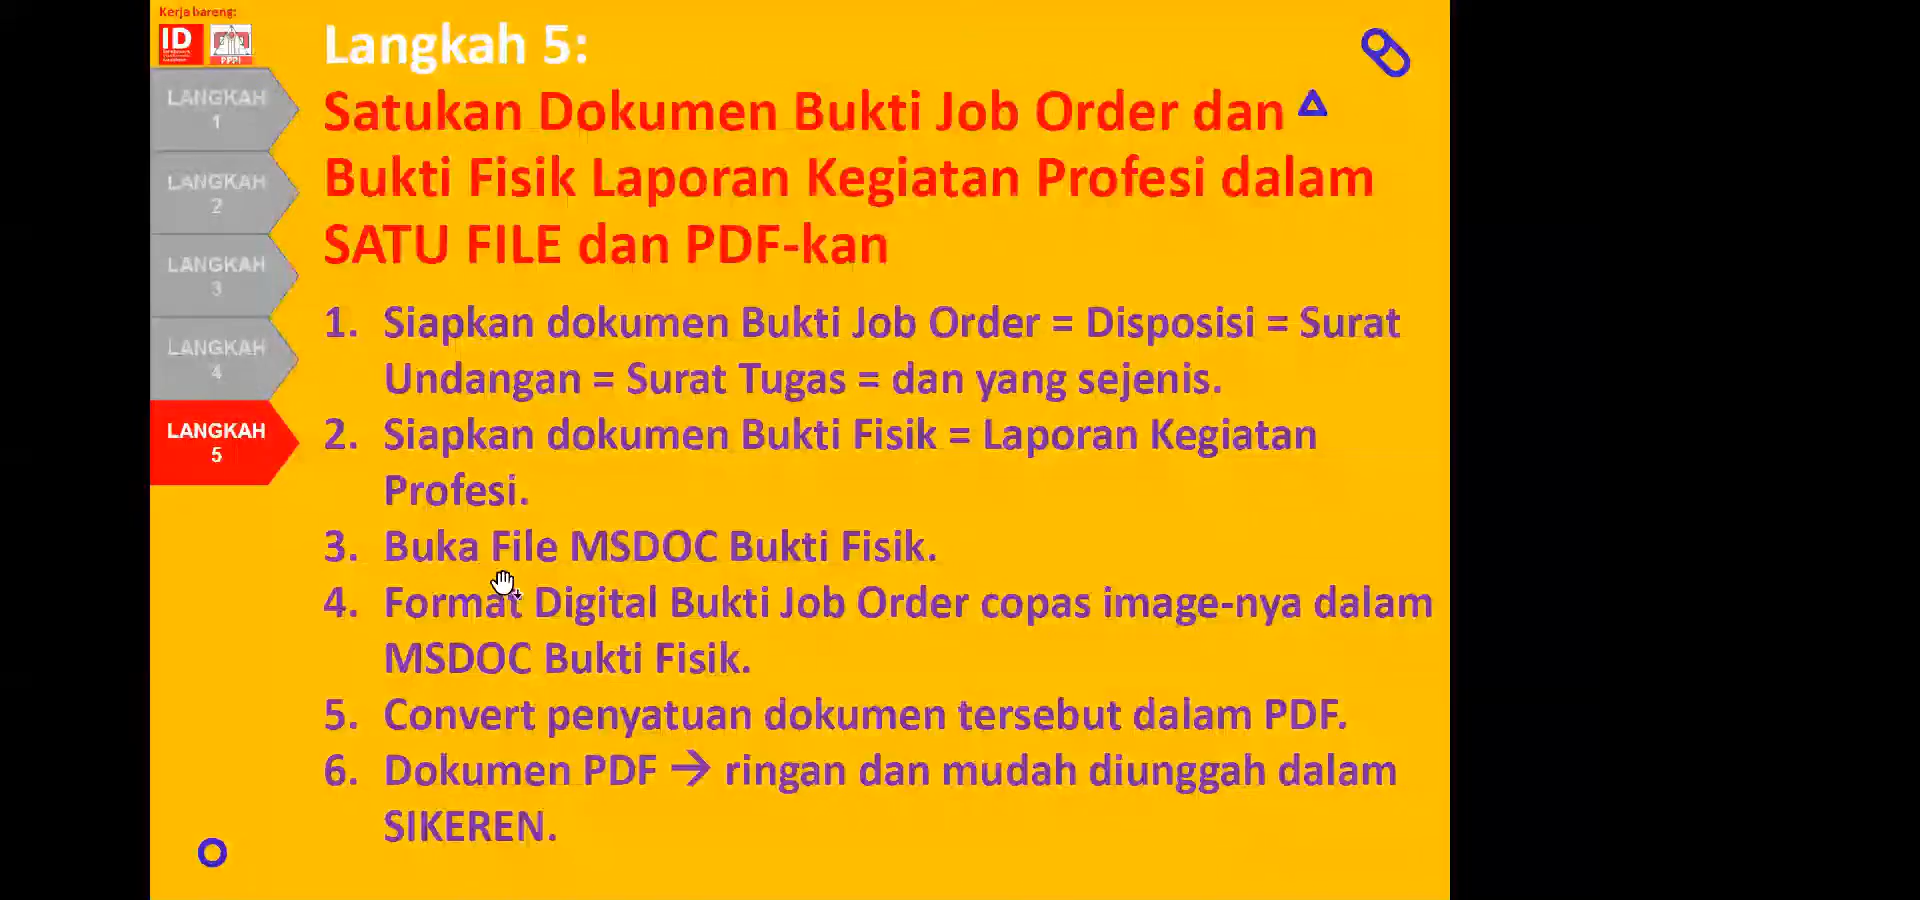 Kerja bareng:
ID
PPPI
LANGKAH
1
LANGKAH
2
LANGKAH
3
LANGKAH
4
LANGKAH
5
Langkah 5:
Satukan Dokumen Bukti Job Order dan
Bukti Fisik Laporan Kegiatan Profesi dalam
SATU FILE dan PDF-kan
1. Siapkan dokumen Bukti Job Order = Disposisi = Surat
Undangan = Surat Tugas = dan yang sejenis.
2. Siapkan dokumen Bukti Fisik = Laporan Kegiatan
Profesi.
3. Buka File MSDOC Bukti Fisik.
4. Format Digital Bukti Job Order copas image-nya dalam
MSDOC Bukti Fisik.
5. Convert penyatuan dokumen tersebut dalam PDF.
6. Dokumen PDF → ringan dan mudah diunggah dalam
SIKEREN.